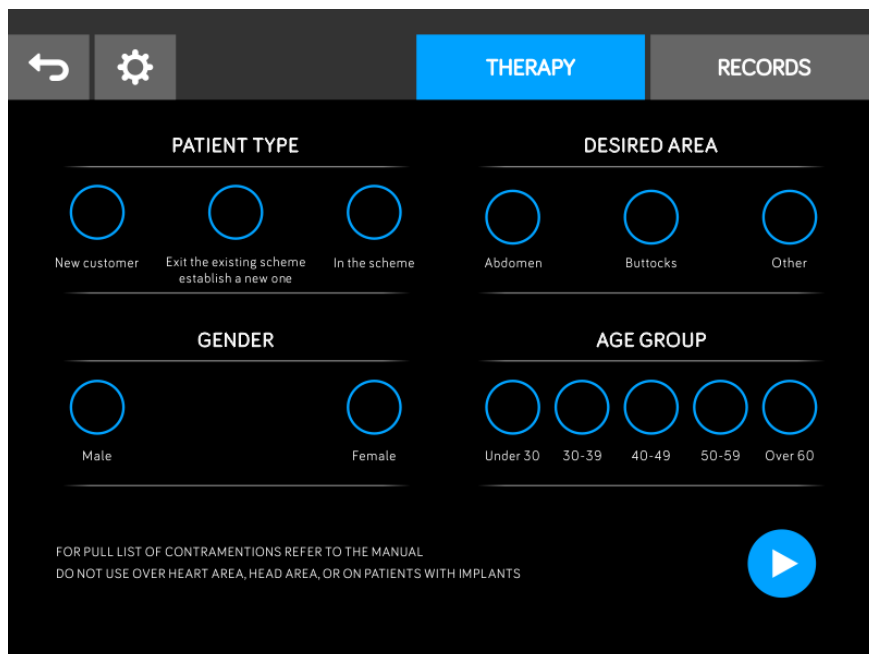 THERAPY
RECORDS
PATIENT TYPE
New customer
Exit the existing scheme
establish a new one
In the scheme
DESIRED AREA
Abdomen
Buttocks
Other
GENDER
Male
Female
AGE GROUP
Under 30
30-39
40-49
50-59
Over 60
FOR PULL LIST OF CONTRAMENTIONS REFER TO THE MANUAL
DO NOT USE OVER HEART AREA, HEAD AREA, OR ON PATIENTS WITH IMPLANTS